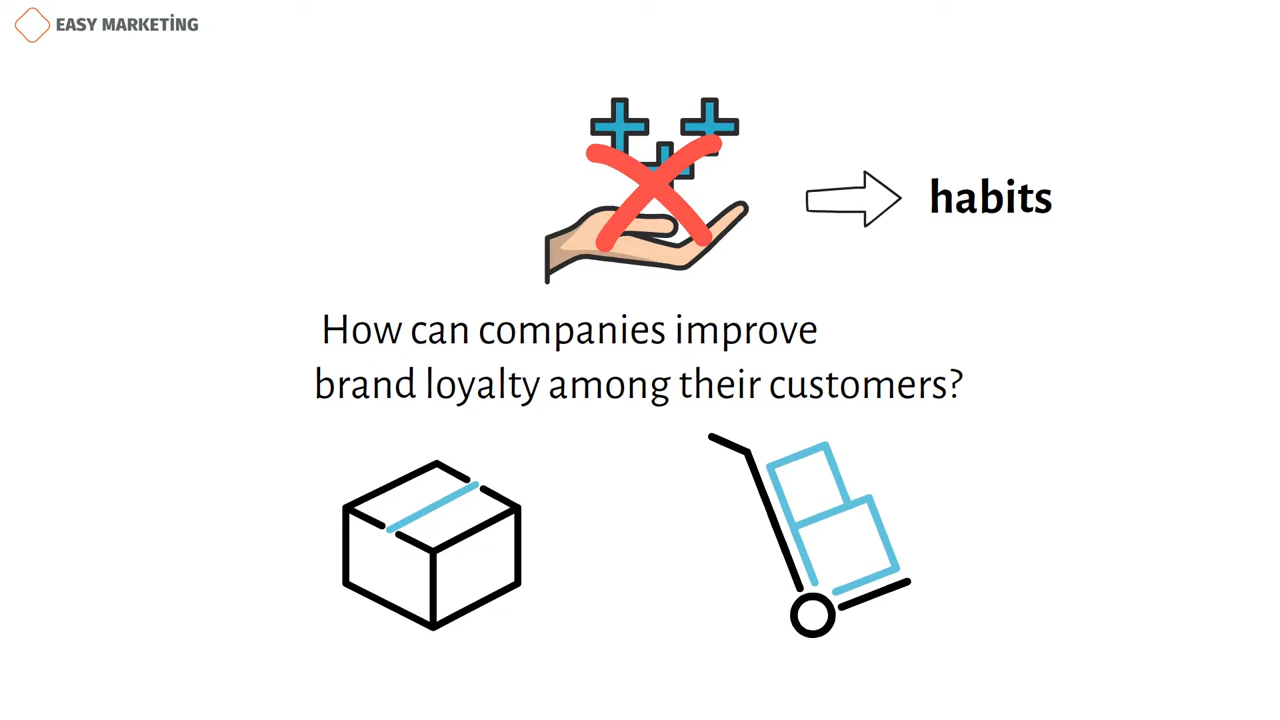 EASY MARKETİNG
habits
How can companies improve
brand loyalty among their customers?